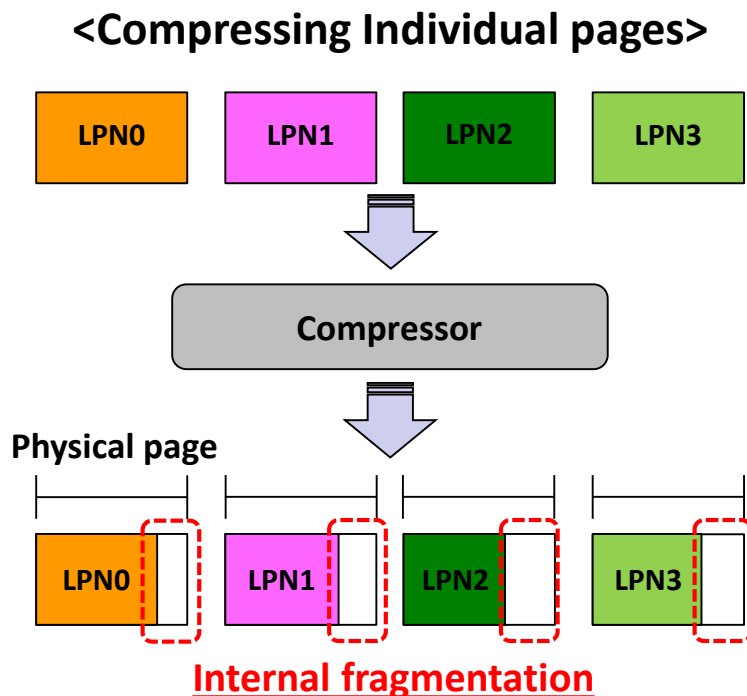 <Compressing Individual pages>
LPN0 LPN1 LPN2 LPN3
Compressor
Physical page
LPN0 LPN1 LPN2 LPN3
Internal fragmentation